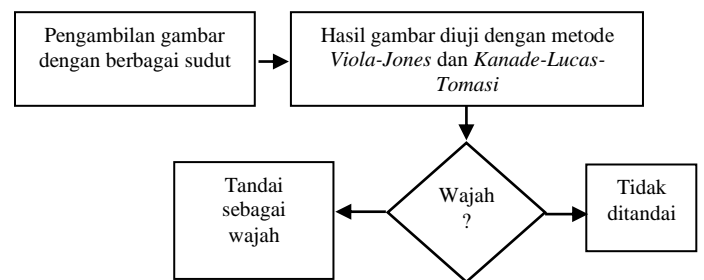 Pengambilan gambar
dengan berbagai sudut
Hasil gambar diuji dengan metode
Viola-Jones dan Kanade-Lucas-
Tomasi
Wajah
?
Tandai
sebagai
wajah
Tidak
ditandai